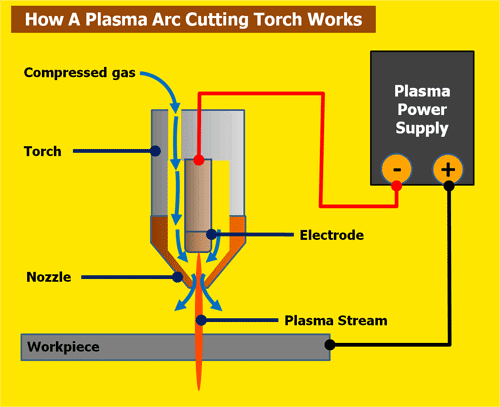 How A Plasma Arc Cutting Torch Works
Compressed gas
Plasma
Power
Supply
- +
Torch
Electrode
Nozzle
Plasma Stream
Workpiece